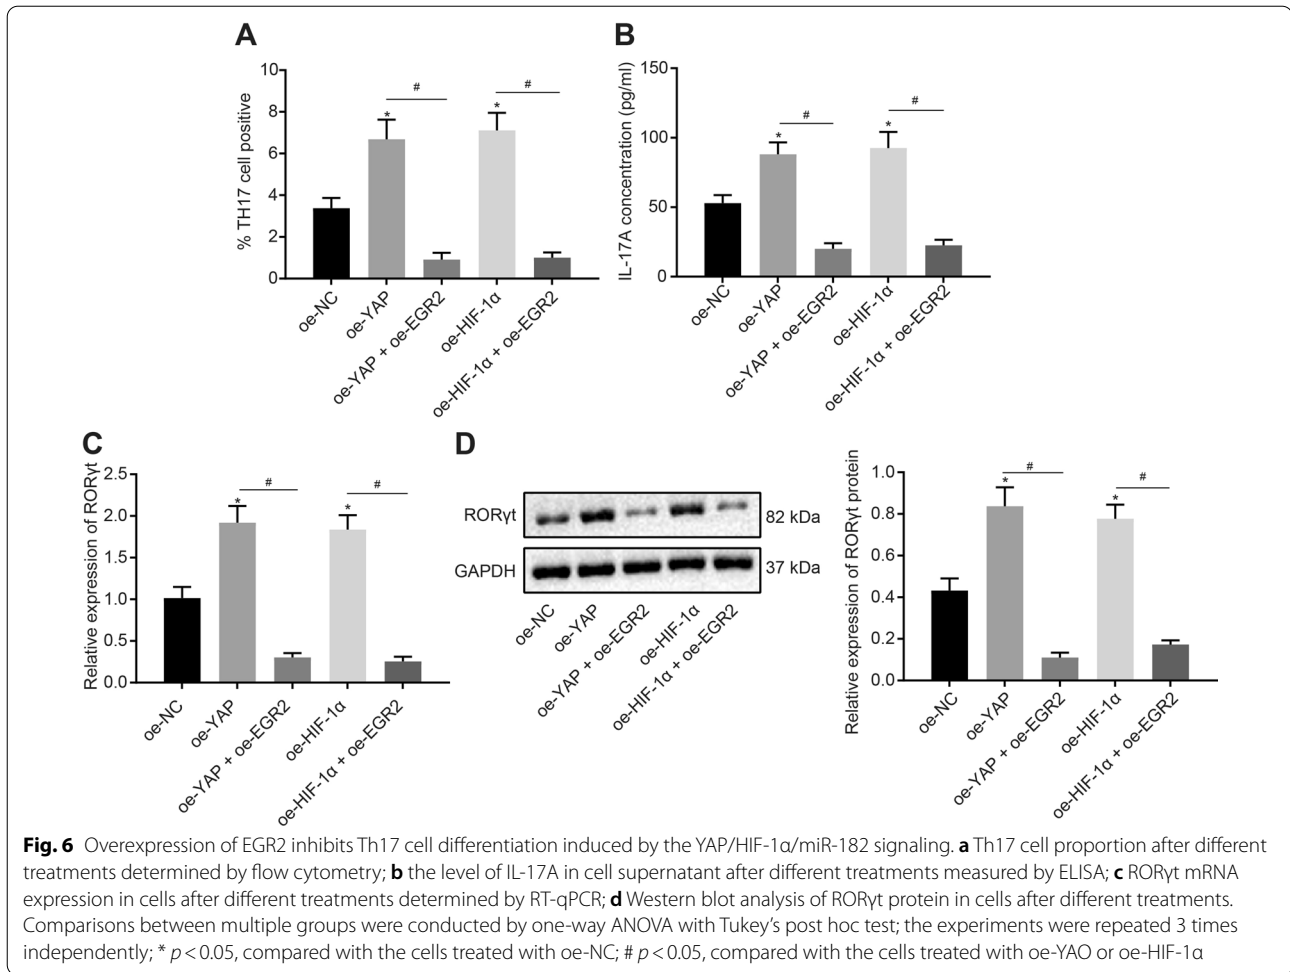 A
% TH17 cell positive
10
8
6
4
2
0
*
#
*
#
oe-NC
oe-YAP
oe-YAP + oe-EGR2
oe-HIF-1α
oe-HIF-1α + oe-EGR2
B
IL-17A concentration (pg/ml)
150
100
50
0
*
#
*
#
oe-NC
oe-YAP
oe-YAP + oe-EGR2
oe-HIF-1α
oe-HIF-1α + oe-EGR2
C
Relative expression of RORγt
2.5
2.0
1.5
1.0
0.5
0.0
*
#
*
#
oe-NC
oe-YAP
oe-YAP + oe-EGR2
oe-HIF-1α
oe-HIF-1α + oe-EGR2
D
RORγt
82 kDa
GAPDH
37 kDa
oe-NC
oe-YAP
oe-YAP + oe-EGR2
oe-HIF-1α
oe-HIF-1α + oe-EGR2
Relative expression of RORγt protein
1.0
0.8
0.6
0.4
0.2
0.0
*
#
*
#
oe-NC
oe-YAP
oe-YAP + oe-EGR2
oe-HIF-1α
oe-HIF-1α + oe-EGR2
Fig. 6 Overexpression of EGR2 inhibits Th17 cell differentiation induced by the YAP/HIF-1α/miR-182 signaling. a Th17 cell proportion after different
treatments determined by flow cytometry; b the level of IL-17A in cell supernatant after different treatments measured by ELISA; c RORγt mRNA
expression in cells after different treatments determined by RT-qPCR; d Western blot analysis of RORγt protein in cells after different treatments.
Comparisons between multiple groups were conducted by one-way ANOVA with Tukey's post hoc test; the experiments were repeated 3 times
independently; * p < 0.05, compared with the cells treated with oe-NC; # p < 0.05, compared with the cells treated with oe-YAO or oe-HIF-1α